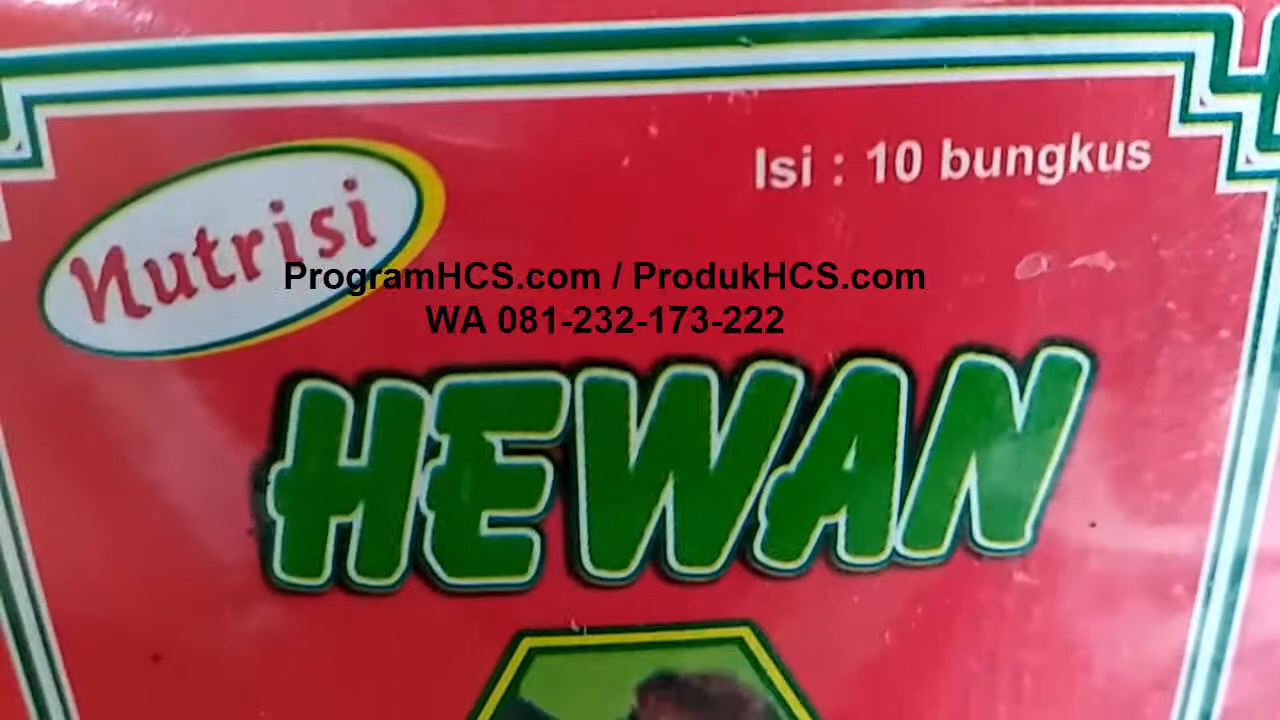 Isi : 10 bungkus
Nutrisi
ProgramHCS.com / ProdukHCS.com
WA 081-232-173-222
HEWAN